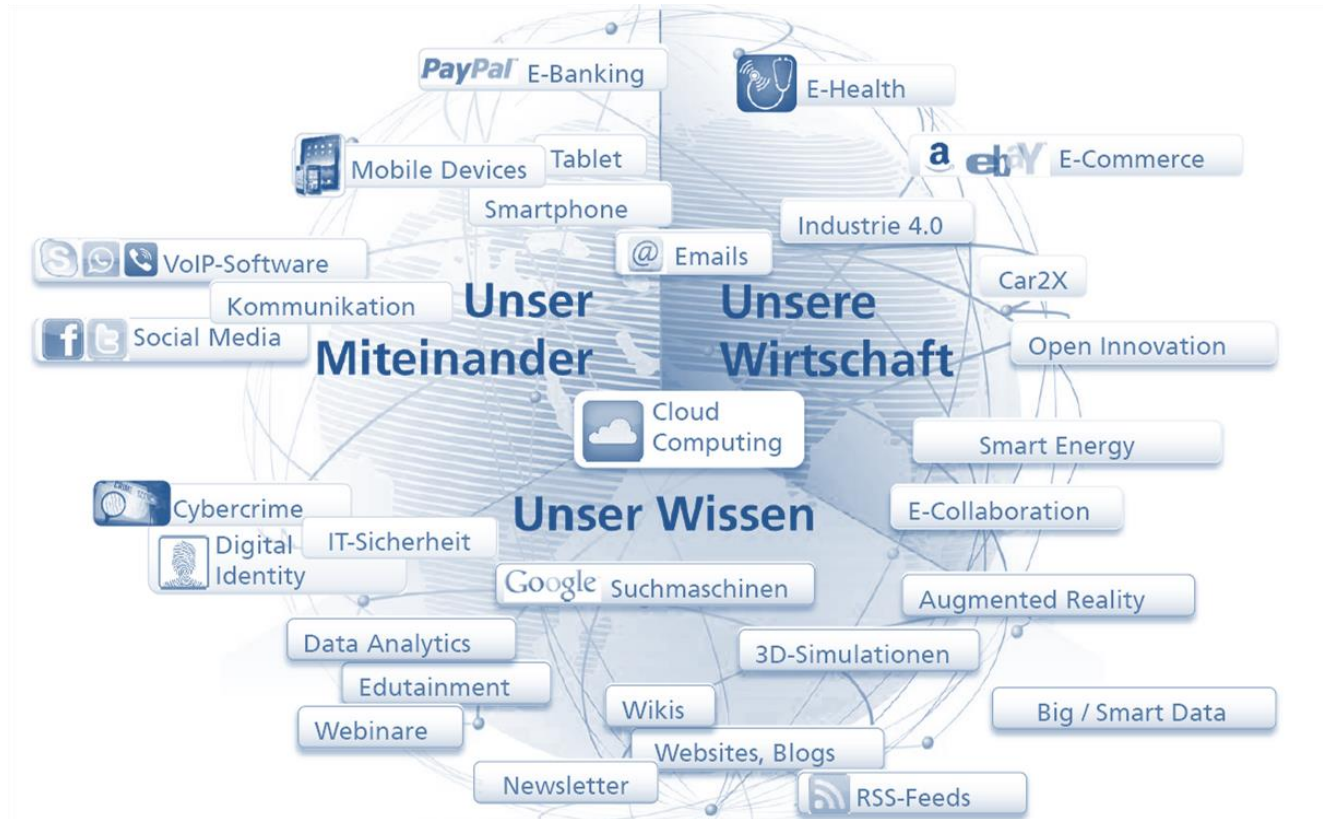 PayPal E-Banking
E-Health
Mobile Devices
Tablet
a ebaY E-Commerce
Smartphone
Industrie 4.0
@ Emails
VoIP-Software
Car2X
Kommunikation
Unser
Miteinander
Unsere
Wirtschaft
f t Social Media
Open Innovation
Cloud
Computing
Smart Energy
Cybercrime
Unser Wissen
E-Collaboration
Digital
Identity
IT-Sicherheit
Google Suchmaschinen
Augmented Reality
Data Analytics
3D-Simulationen
Edutainment
Wikis
Big / Smart Data
Webinare
Websites, Blogs
Newsletter
RSS-Feeds